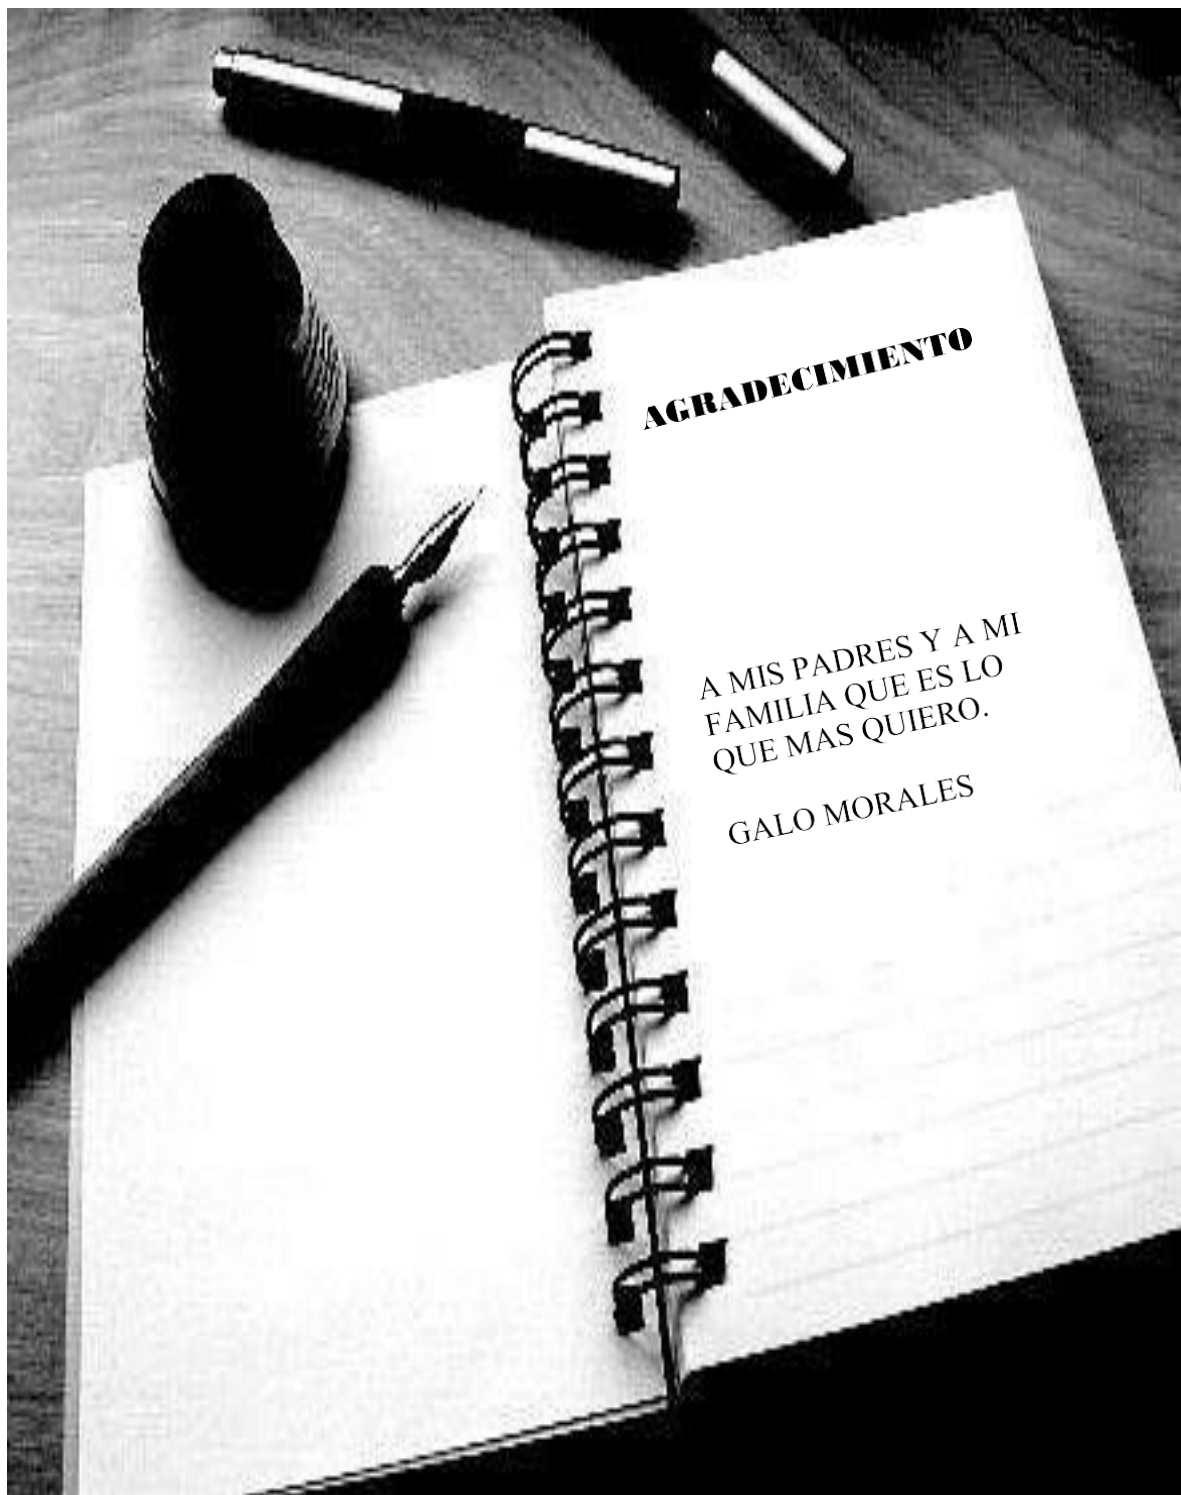 AGRADECIMIENTO
A MIS PADRES Y A MI
FAMILIA QUE ES LO
QUE MAS QUIERO.
GALO MORALES